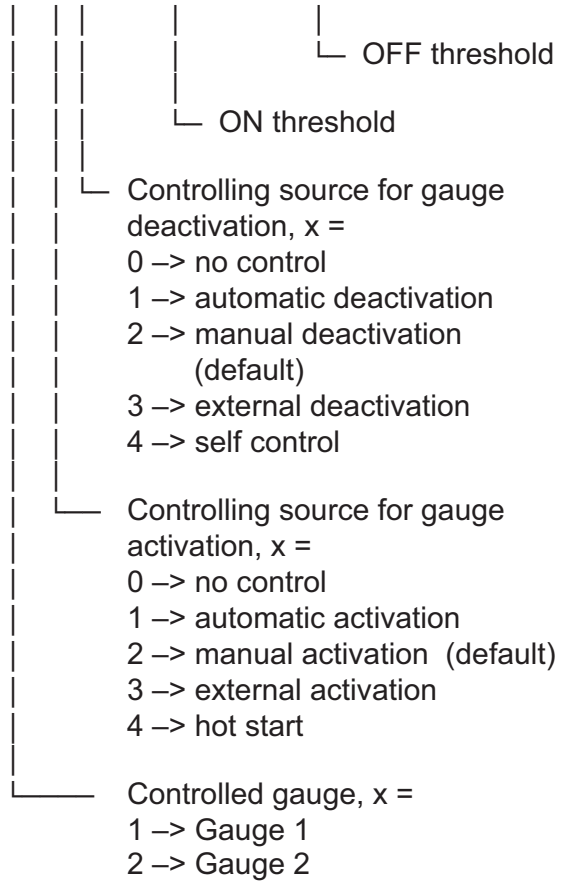 OFF threshold
ON threshold
Controlling source for gauge
deactivation, x =
0 –> no control
1 –> automatic deactivation
2 –> manual deactivation
(default)
3 –> external deactivation
4 –> self control
Controlling source for gauge
activation, x =
0 –> no control
1 –> automatic activation
2 –> manual activation (default)
3 –> external activation
4 –> hot start
Controlled gauge, x =
1 –> Gauge 1
2 –> Gauge 2